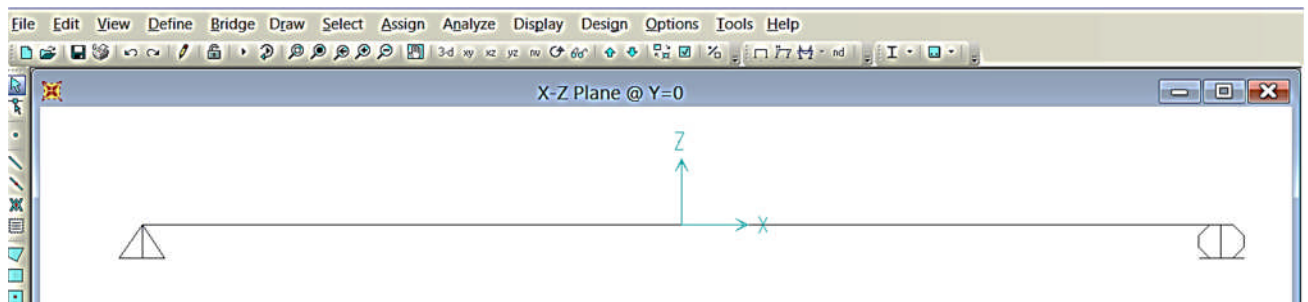 File Edit View Define Bridge Draw Select Assign Analyze Display Design Options Tools Help
3-d xy xz yz nv nd
X-Z Plane @ Y=0
Z
X